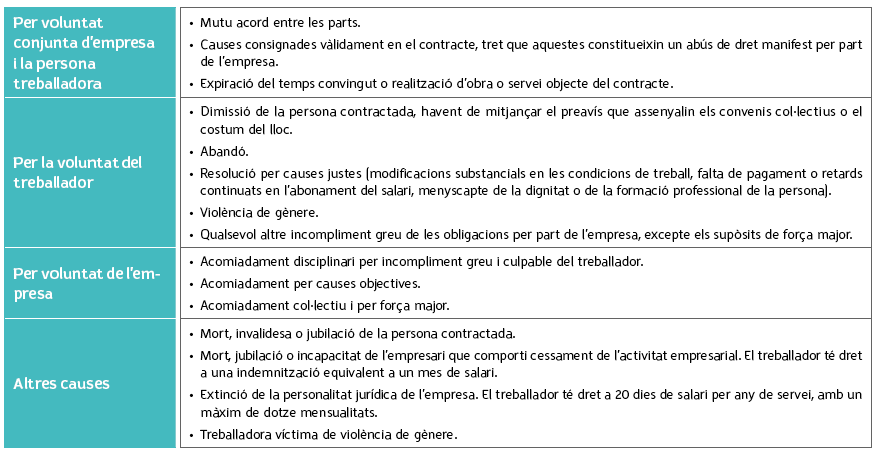 Per voluntat
conjunta d'empresa
i la persona
treballadora
• Mutu acord entre les parts.
• Causes consignades vàlidament en el contracte, tret que aquestes constitueixin un abús de dret manifest per part
de l'empresa.
• Expiració del temps convingut o realització d'obra o servei objecte del contracte.
Per la voluntat del
treballador
• Dimissió de la persona contractada, havent de mitjançar el preavís que assenyalin els convenis col·lectius o el
costum del lloc.
• Abandó.
• Resolució per causes justes (modificacions substancials en les condicions de treball, falta de pagament o retards
continuats en l'abonament del salari, menyscapte de la dignitat o de la formació professional de la persona).
• Violència de gènere.
• Qualsevol altre incompliment greu de les obligacions per part de l'empresa, excepte els supòsits de força major.
Per voluntat de l'em-
presa
• Acomiadament disciplinari per incompliment greu i culpable del treballador.
• Acomiadament per causes objectives.
• Acomiadament col·lectiu i per força major.
Altres causes
• Mort, invalidesa o jubilació de la persona contractada.
• Mort, jubilació o incapacitat de l'empresari que comporti cessament de l'activitat empresarial. El treballador té dret
a una indemnització equivalent a un mes de salari.
• Extinció de la personalitat jurídica de l'empresa. El treballador té dret a 20 dies de salari per any de servei, amb un
màxim de dotze mensualitats.
• Treballadora víctima de violència de gènere.